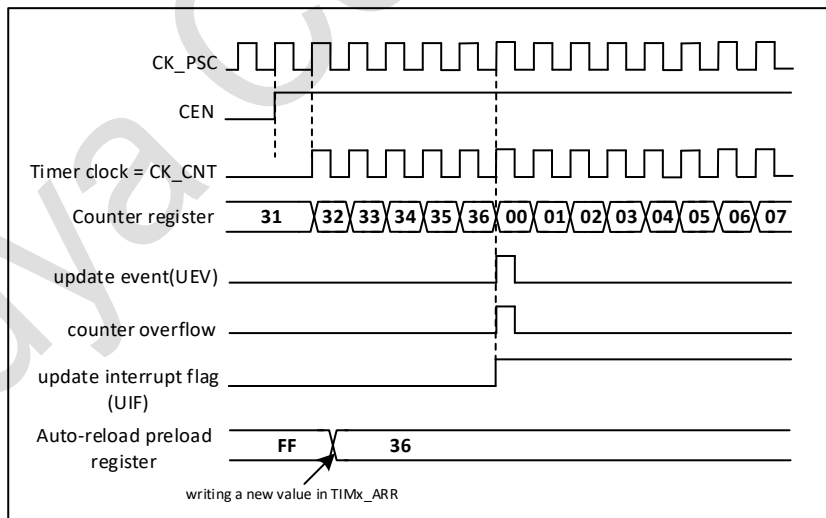 CK_PSC
CEN
Timer clock = CK_CNT
Counter register 31 32 33 34 35 36 00 01 02 03 04 05 06 07
update event(UEV)
counter overflow
update interrupt flag
(UIF)
Auto-reload preload
register
FF 36
writing a new value in TIMx_ARR